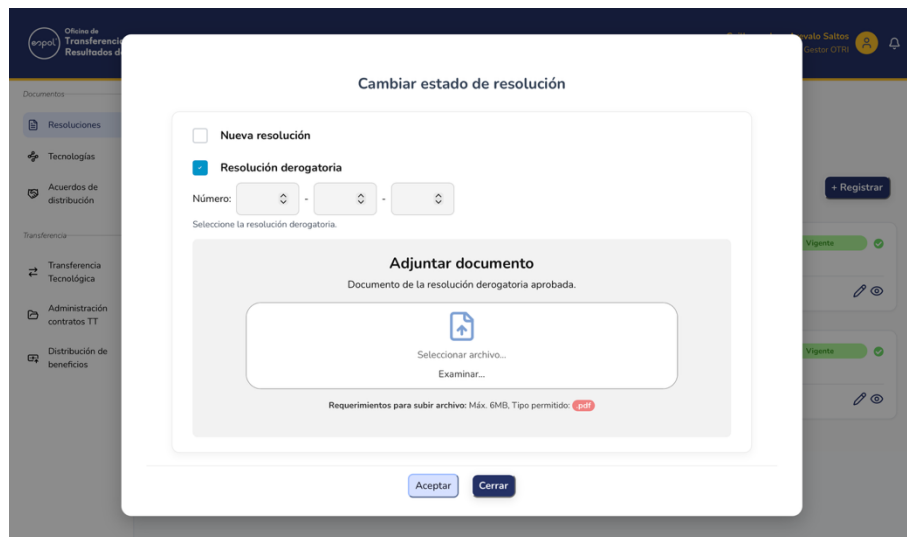 espol
Oficina de
Transferencia
Resultados de
Gestor OTRI
Saltos
Documentos
Resoluciones
Tecnologías
Acuerdos de
distribución
Transferencia
Transferencia
Tecnológica
Administración
contratos TT
Distribución de
beneficios
+ Registrar
Vigente
Vigente
Cambiar estado de resolución
Nueva resolución
Resolución derogatoria
Número: - -
Seleccione la resolución derogatoria.
Adjuntar documento
Documento de la resolución derogatoria aprobada.
Seleccionar archivo...
Examinar...
Requerimientos para subir archivo: Máx. 6MB, Tipo permitido: .pdf
Aceptar
Cerrar